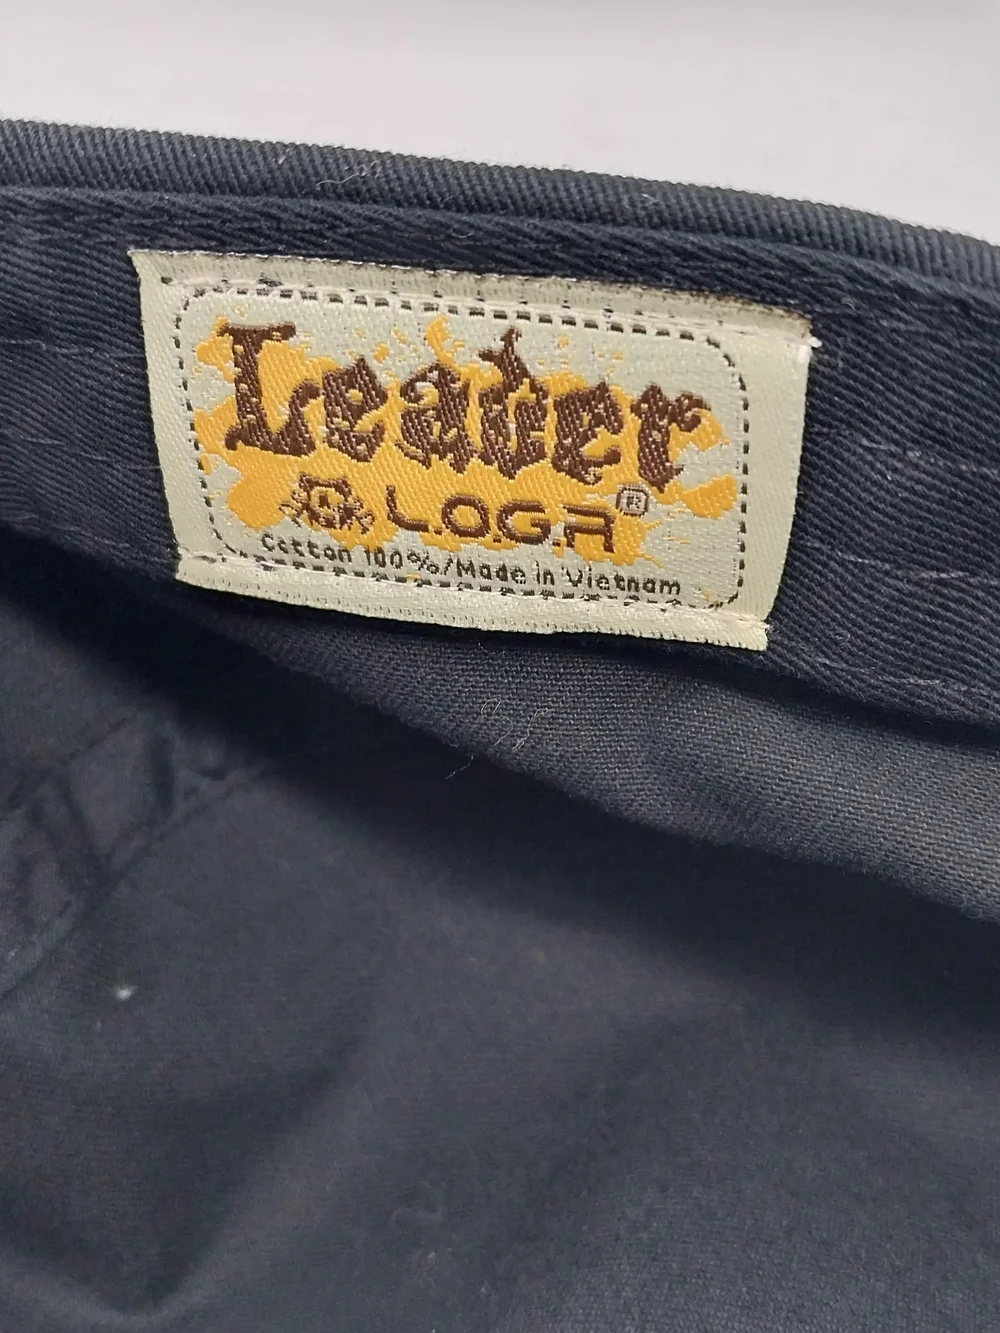 Leader
L.O.G.A ®
Cotton 100%/Made in Vietnam